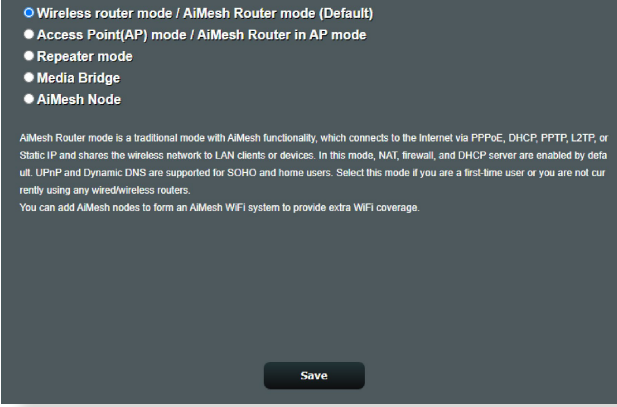 Wireless router mode / AiMesh Router mode (Default)
Access Point(AP) mode / AiMesh Router in AP mode
Repeater mode
Media Bridge
AiMesh Node
AiMesh Router mode is a traditional mode with AiMesh functionality, which connects to the Internet via PPPoE, DHCP, PPTP, L2TP, or
Static IP and shares the wireless network to LAN clients or devices. In this mode, NAT, firewall, and DHCP server are enabled by defa
ult. UPnP and Dynamic DNS are supported for SOHO and home users. Select this mode if you are a first-time user or you are not cur
rently using any wired/wireless routers.
You can add AiMesh nodes to form an AiMesh WiFi system to provide extra WiFi coverage.
Save